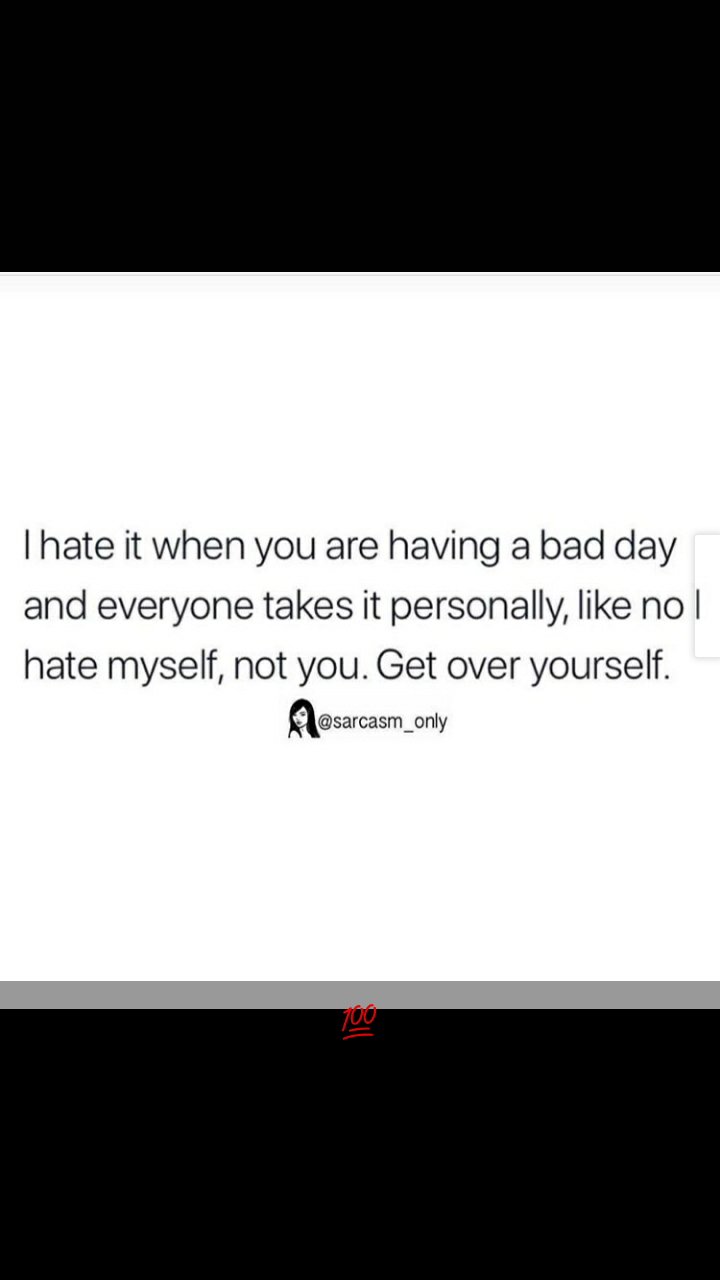 I hate it when you are having a bad day
and everyone takes it personally, like no I
hate myself, not you. Get over yourself.
@sarcasm_only
💯